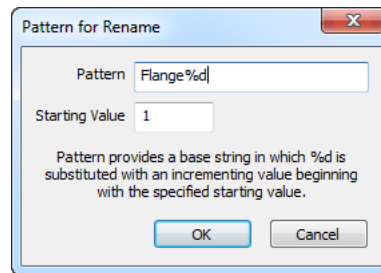 Pattern for Rename
Pattern Flange%d
Starting Value 1
Pattern provides a base string in which %d is
substituted with an incrementing value beginning
with the specified starting value.
OK Cancel